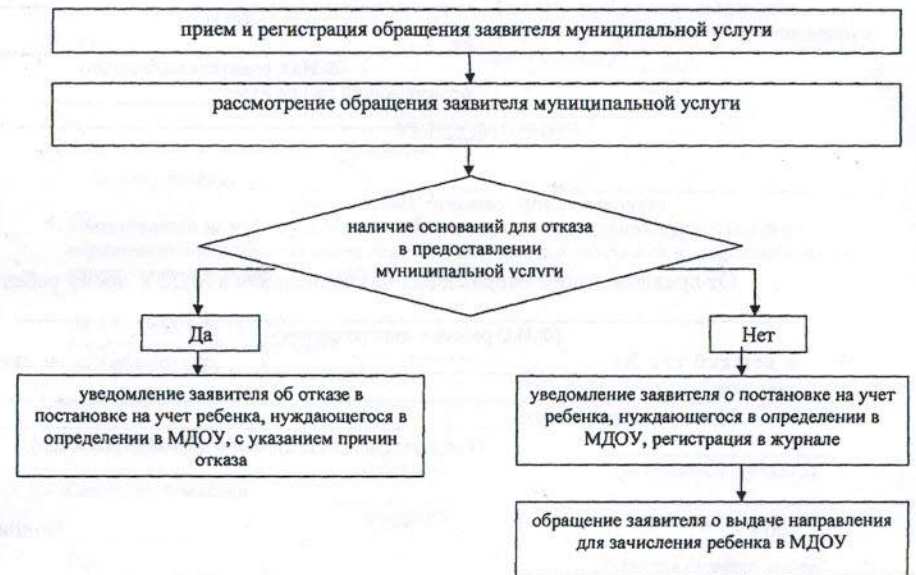 прием и регистрация обращения заявителя муниципальной услуги
рассмотрение обращения заявителя муниципальной услуги
наличие оснований для отказа
в предоставлении
муниципальной услуги
Да
Нет
уведомление заявителя об отказе в
постановке на учет ребенка, нуждающегося в
определении в МДОУ, с указанием причин
отказа
уведомление заявителя о постановке на учет
ребенка, нуждающегося в определении в
МДОУ, регистрация в журнале
обращение заявителя о выдаче направления
для зачисления ребенка в МДОУ